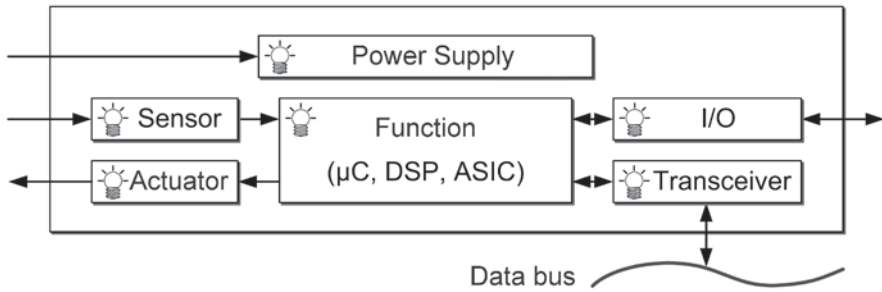 Power Supply
Sensor
Function
I/O
Actuator
(µC, DSP, ASIC)
Transceiver
Data bus